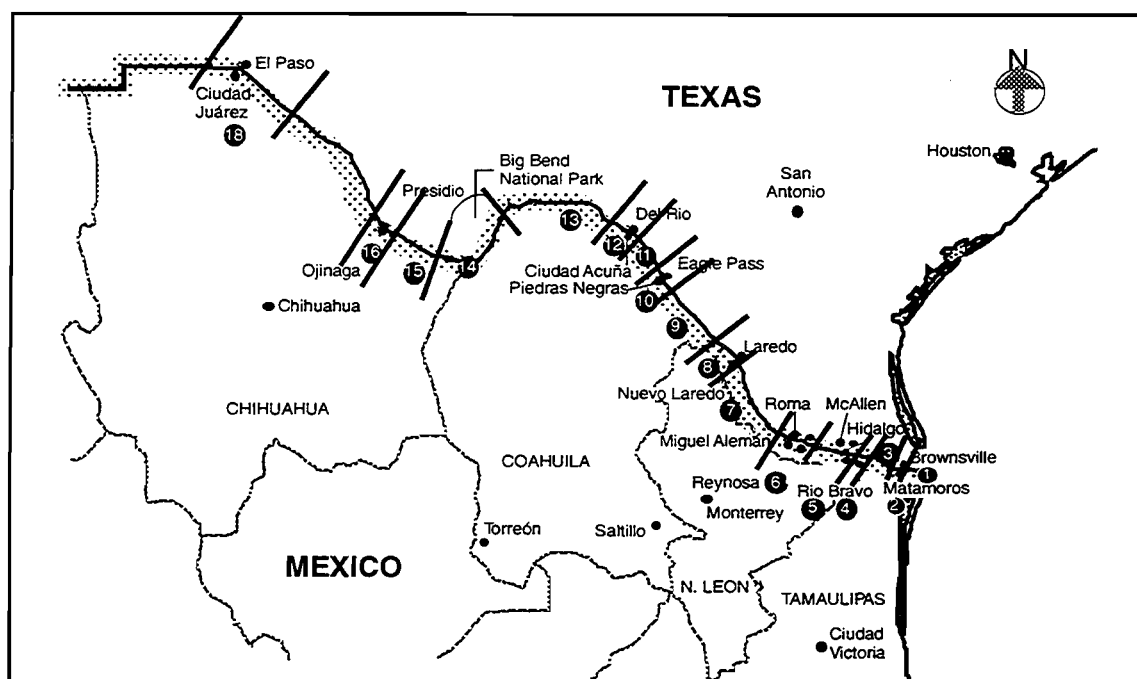 N
El Paso
Ciudad
Juárez
18
TEXAS
Houston
Big Bend
National Park
San
Antonio
Presidio
13
Del Rio
12
11
16
15
14
Ojinaga
Ciudad Acuña
Eagle Pass
Piedras Negras
10
Chihuahua
9
Laredo
8
Nuevo Laredo
7
CHIHUAHUA
Roma
McAllen
Hidalgo
Miguel Alemán
3
Brownsville
1
COAHUILA
Reynosa
6
Rio Bravo
Matamoros
5
4
2
Monterrey
Torreón
Saltillo
MEXICO
N. LEON
TAMAULIPAS
Ciudad
Victoria